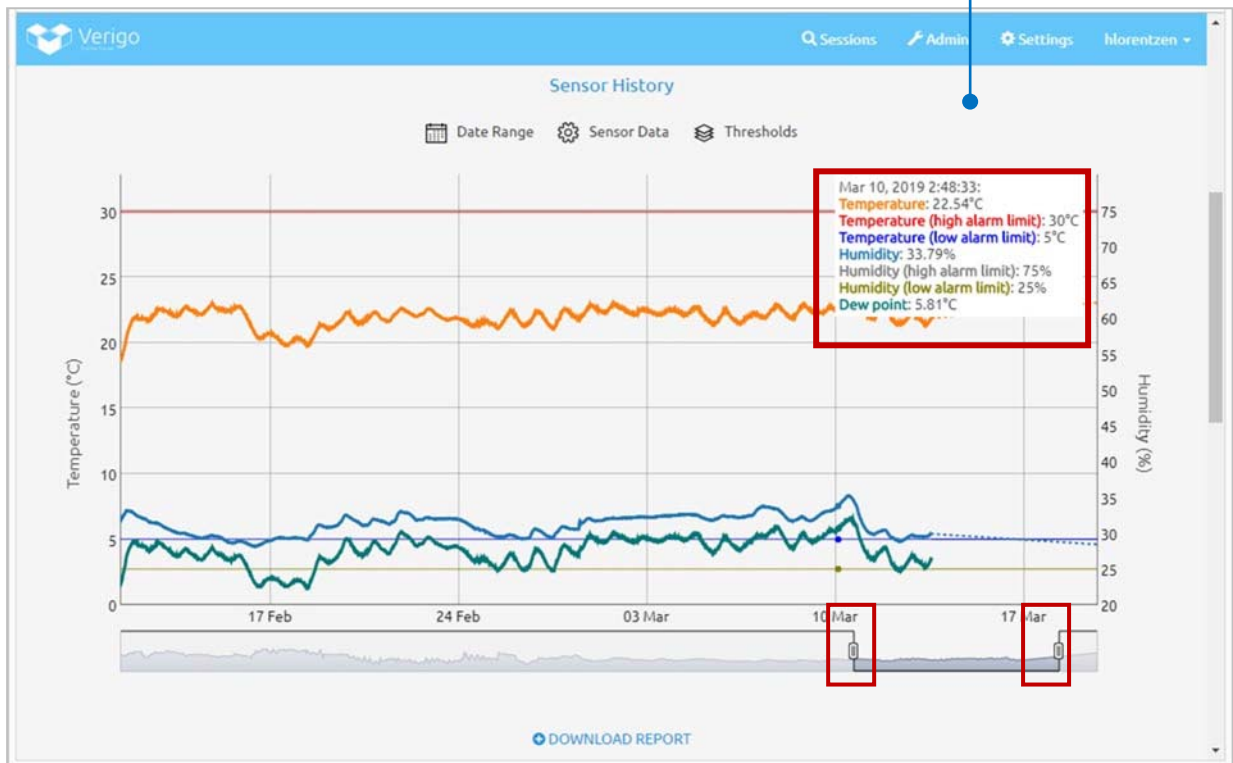 Verigo
Sessions Admin Settings hlorentzen
Sensor History
Date Range Sensor Data Thresholds
Mar 10, 2019 2:48:33:
Temperature: 22.54°C
Temperature (high alarm limit): 30°C
Temperature (low alarm limit): 5°C
Humidity: 33.79%
Humidity (high alarm limit): 75%
Humidity (low alarm limit): 25%
Dew point: 5.81°C
Temperature (°C)
30
25
20
15
10
5
0
75
70
65
60
55
50
45
40
35
30
25
20
Humidity (%)
17 Feb 24 Feb 03 Mar 10 Mar 17 Mar
DOWNLOAD REPORT